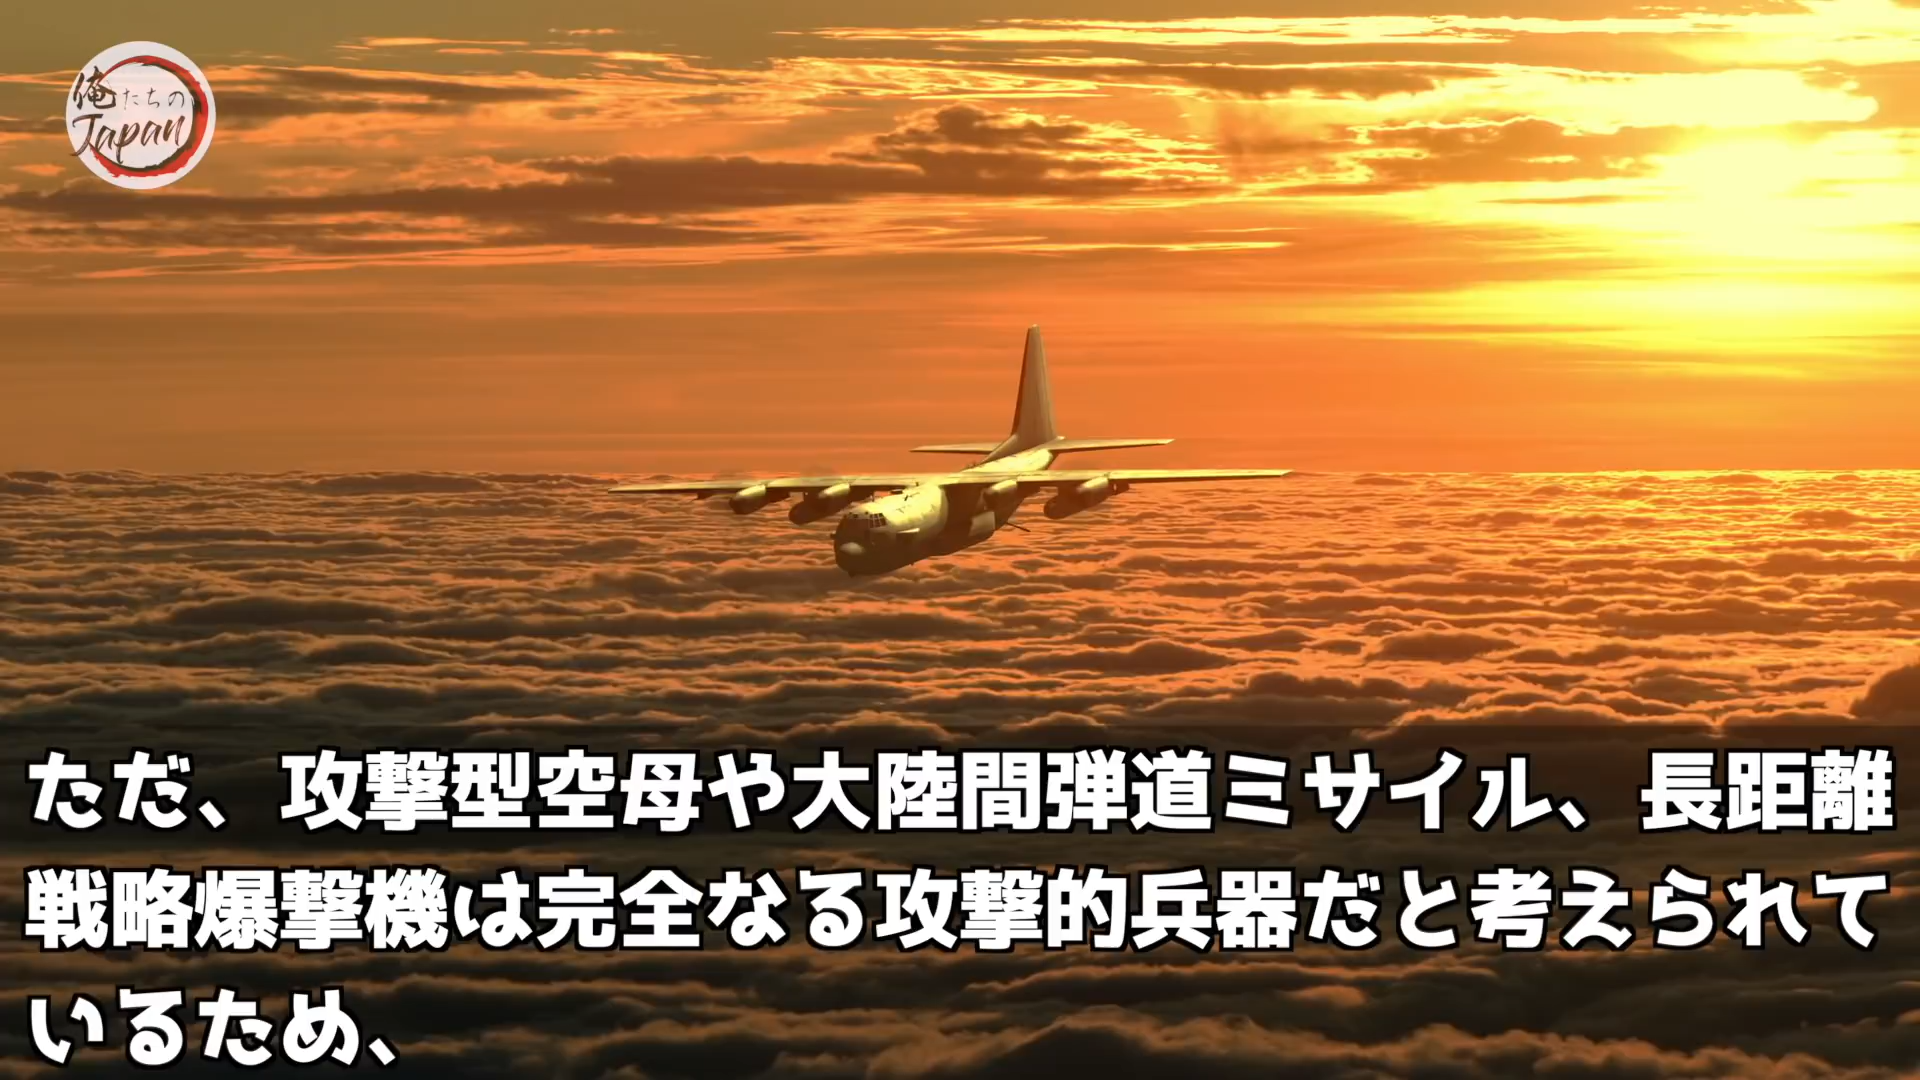 俺たちの
Japan
ただ、攻撃型空母や大陸間弾道ミサイル、長距離
戦略爆撃機は完全なる攻撃的兵器だと考えられて
いるため、